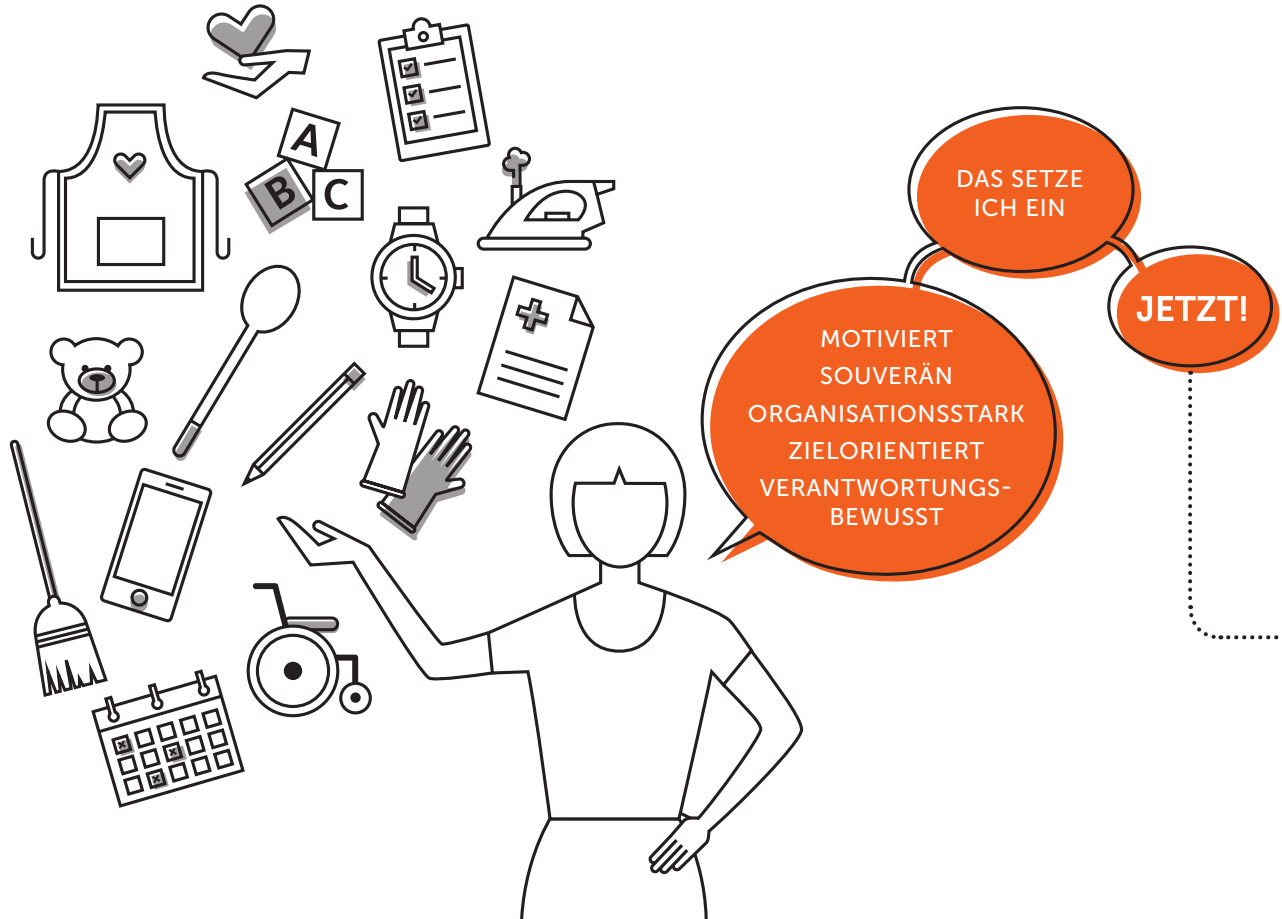 A
B
C
DAS SETZE
ICH EIN
JETZT!
MOTIVIERT
SOUVERÄN
ORGANISATIONSSTARK
ZIELORIENTIERT
VERANTWORTUNGS-
BEWUSST